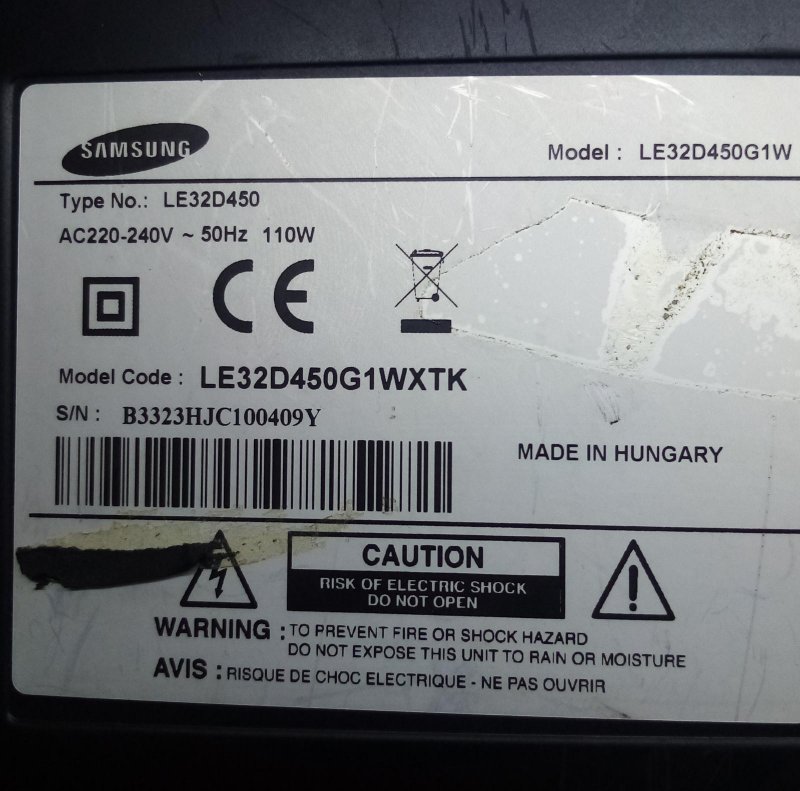 SAMSUNG
Model : LE32D450G1W
Type No.: LE32D450
AC220-240V ~ 50Hz 110W
CE
Model Code : LE32D450G1WXTK
S/N : B3323HJC100409Y
MADE IN HUNGARY
CAUTION
RISK OF ELECTRIC SHOCK
DO NOT OPEN
WARNING : TO PREVENT FIRE OR SHOCK HAZARD
DO NOT EXPOSE THIS UNIT TO RAIN OR MOISTURE
AVIS : RISQUE DE CHOC ELECTRIQUE - NE PAS OUVRIR